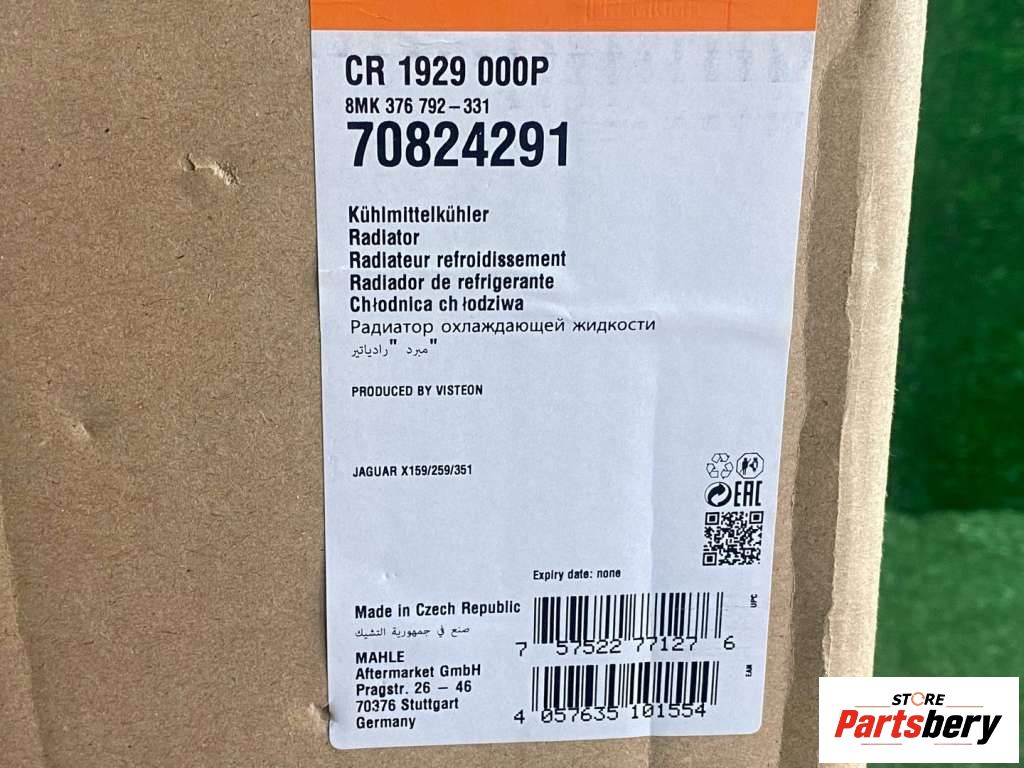 CR 1929 000P
8MK 376 792-331
70824291
Kühlmittelkühler
Radiator
Radiateur refroidissement
Radiador de refrigerante
Chłodnica chłodziwa
Радиатор охлаждающей жидкости
مبرد "رادياتير"
PRODUCED BY VISTEON
JAGUAR X159/259/351
EAC
Expiry date: none
Made in Czech Republic
صنع في جمهورية التشيك
UPC
7 57522 77127 6
MAHLE
Aftermarket GmbH
Pragstr. 26 – 46
70376 Stuttgart
Germany
EAN
4 057635 101554
STORE
Partsbery